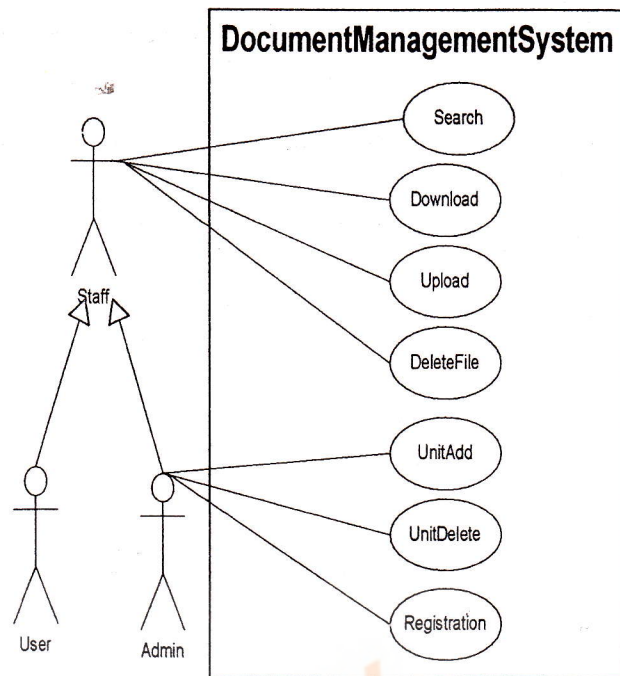 DocumentManagementSystem
Search
Download
Upload
DeleteFile
UnitAdd
UnitDelete
Registration
Staff
User
Admin